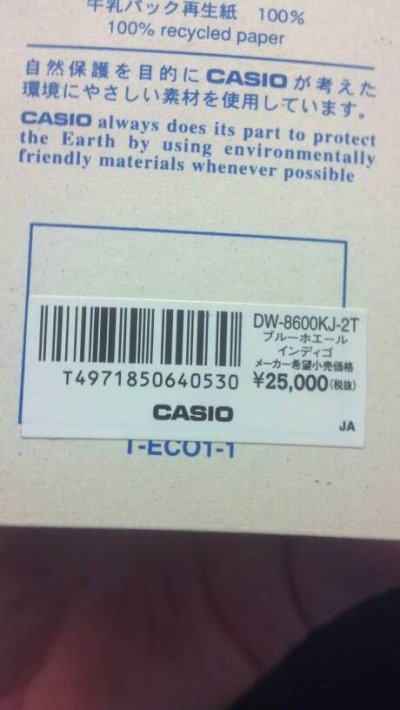 牛乳パック再生紙 100%
100% recycled paper
自然保護を目的にCASIOが考えた
環境にやさしい素材を使用しています。
CASIO always does its part to protect
the Earth by using environmentally
friendly materials whenever possible
DW-8600KJ-2T
ブルーホエール
インディゴ
メーカー希望小売価格
T4971850640530 ¥25,000(税抜)
CASIO
JA
T-ECO1-1